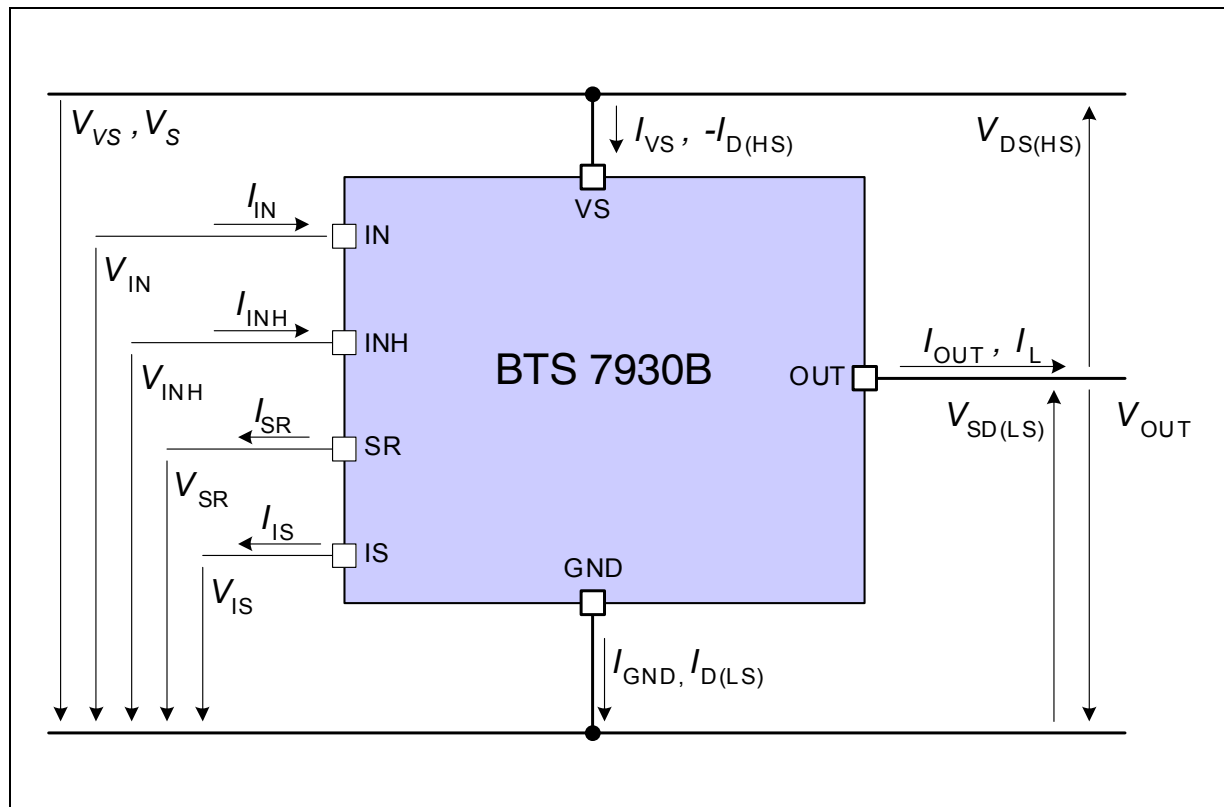 V_VS , V_S
I_VS , -I_D(HS)
V_DS(HS)
VS
I_IN
IN
V_IN
I_INH
INH
V_INH
BTS 7930B
OUT
I_OUT , I_L
I_SR
SR
V_SR
V_SD(LS)
V_OUT
I_IS
IS
V_IS
GND
I_GND, I_D(LS)